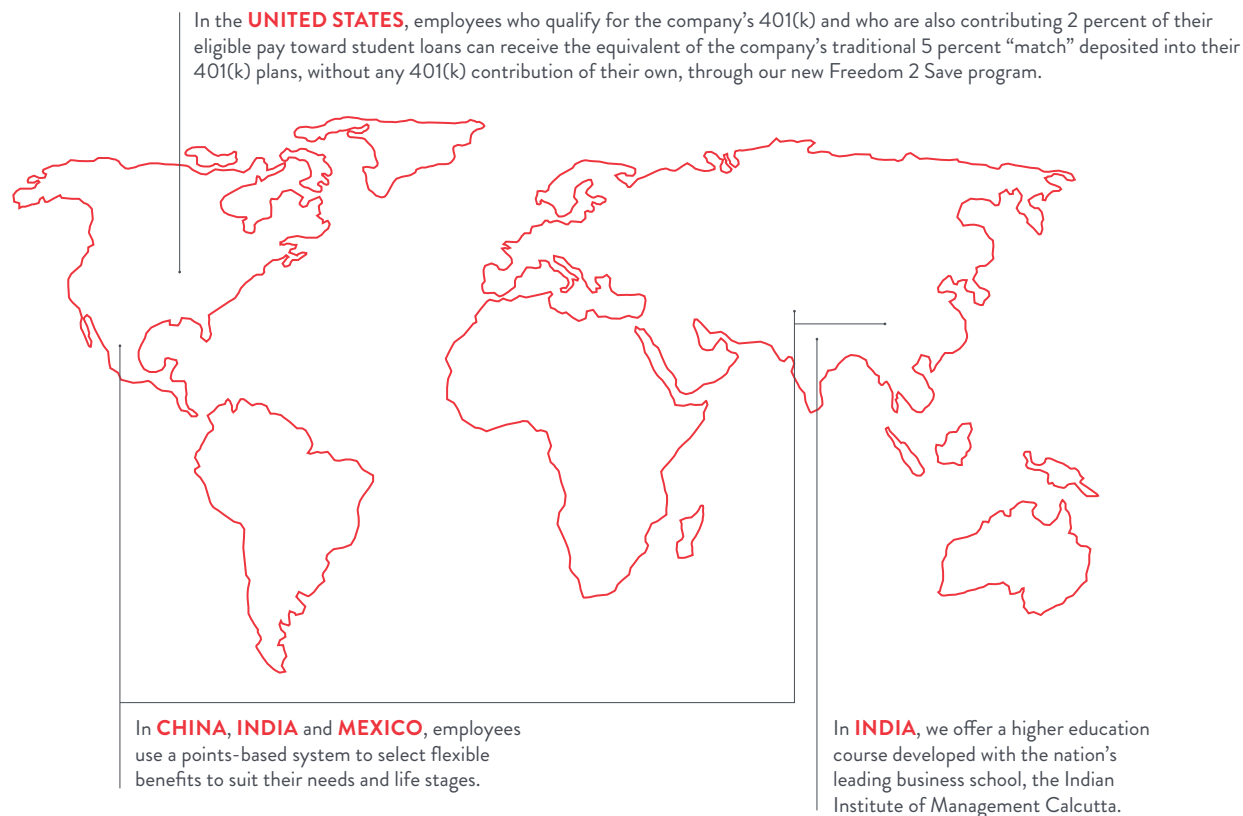 In the UNITED STATES, employees who qualify for the company’s 401(k) and who are also contributing 2 percent of their
eligible pay toward student loans can receive the equivalent of the company’s traditional 5 percent “match” deposited into their
401(k) plans, without any 401(k) contribution of their own, through our new Freedom 2 Save program.
In CHINA, INDIA and MEXICO, employees
use a points-based system to select flexible
benefits to suit their needs and life stages.
In INDIA, we offer a higher education
course developed with the nation’s
leading business school, the Indian
Institute of Management Calcutta.